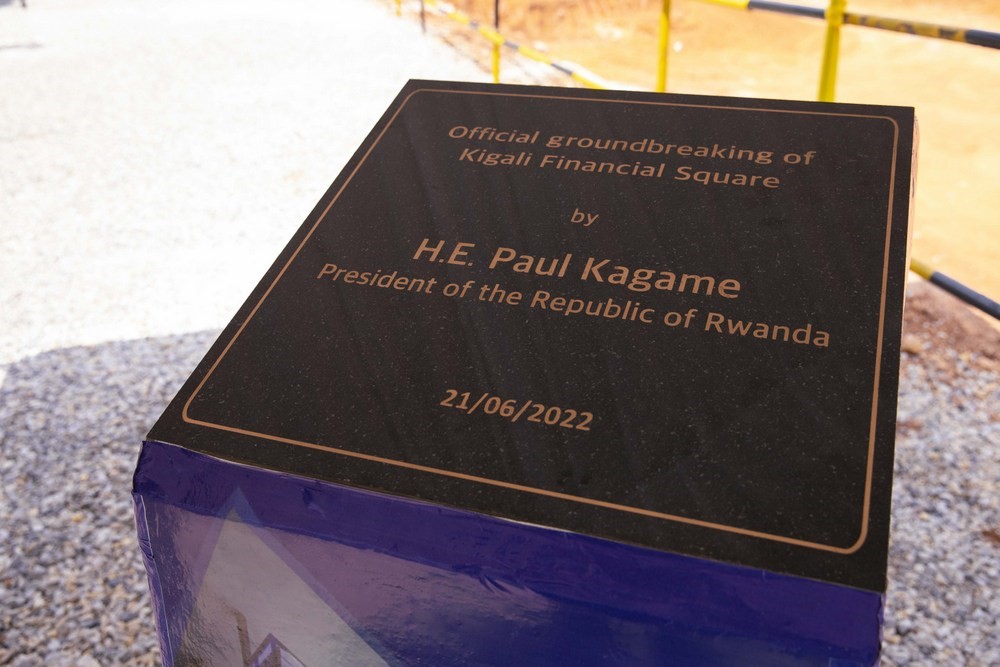 Official groundbreaking of
Kigali Financial Square
by
H.E. Paul Kagame
President of the Republic of Rwanda
21/06/2022